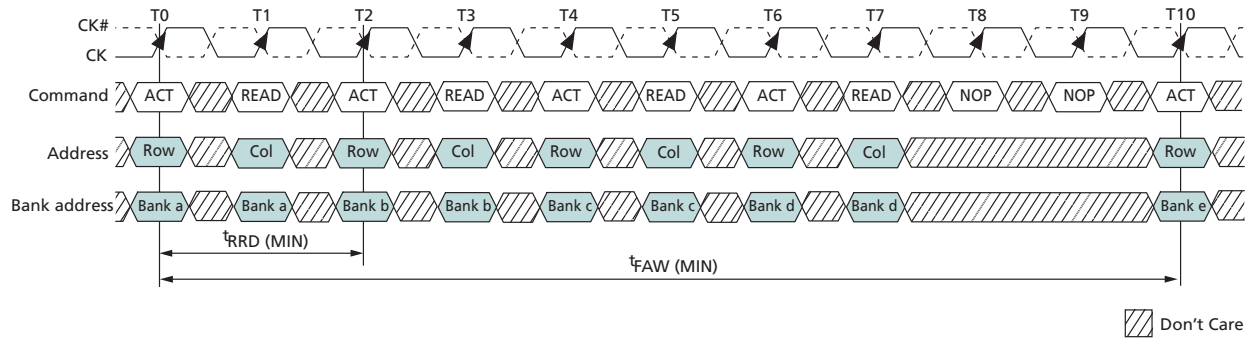 T0 T1 T2 T3 T4 T5 T6 T7 T8 T9 T10
CK#
CK
Command ACT READ ACT READ ACT READ ACT READ NOP NOP ACT
Address Row Col Row Col Row Col Row Col Row
Bank address Bank a Bank a Bank b Bank b Bank c Bank c Bank d Bank d Bank e
tRRD (MIN)
tFAW (MIN)
Don't Care